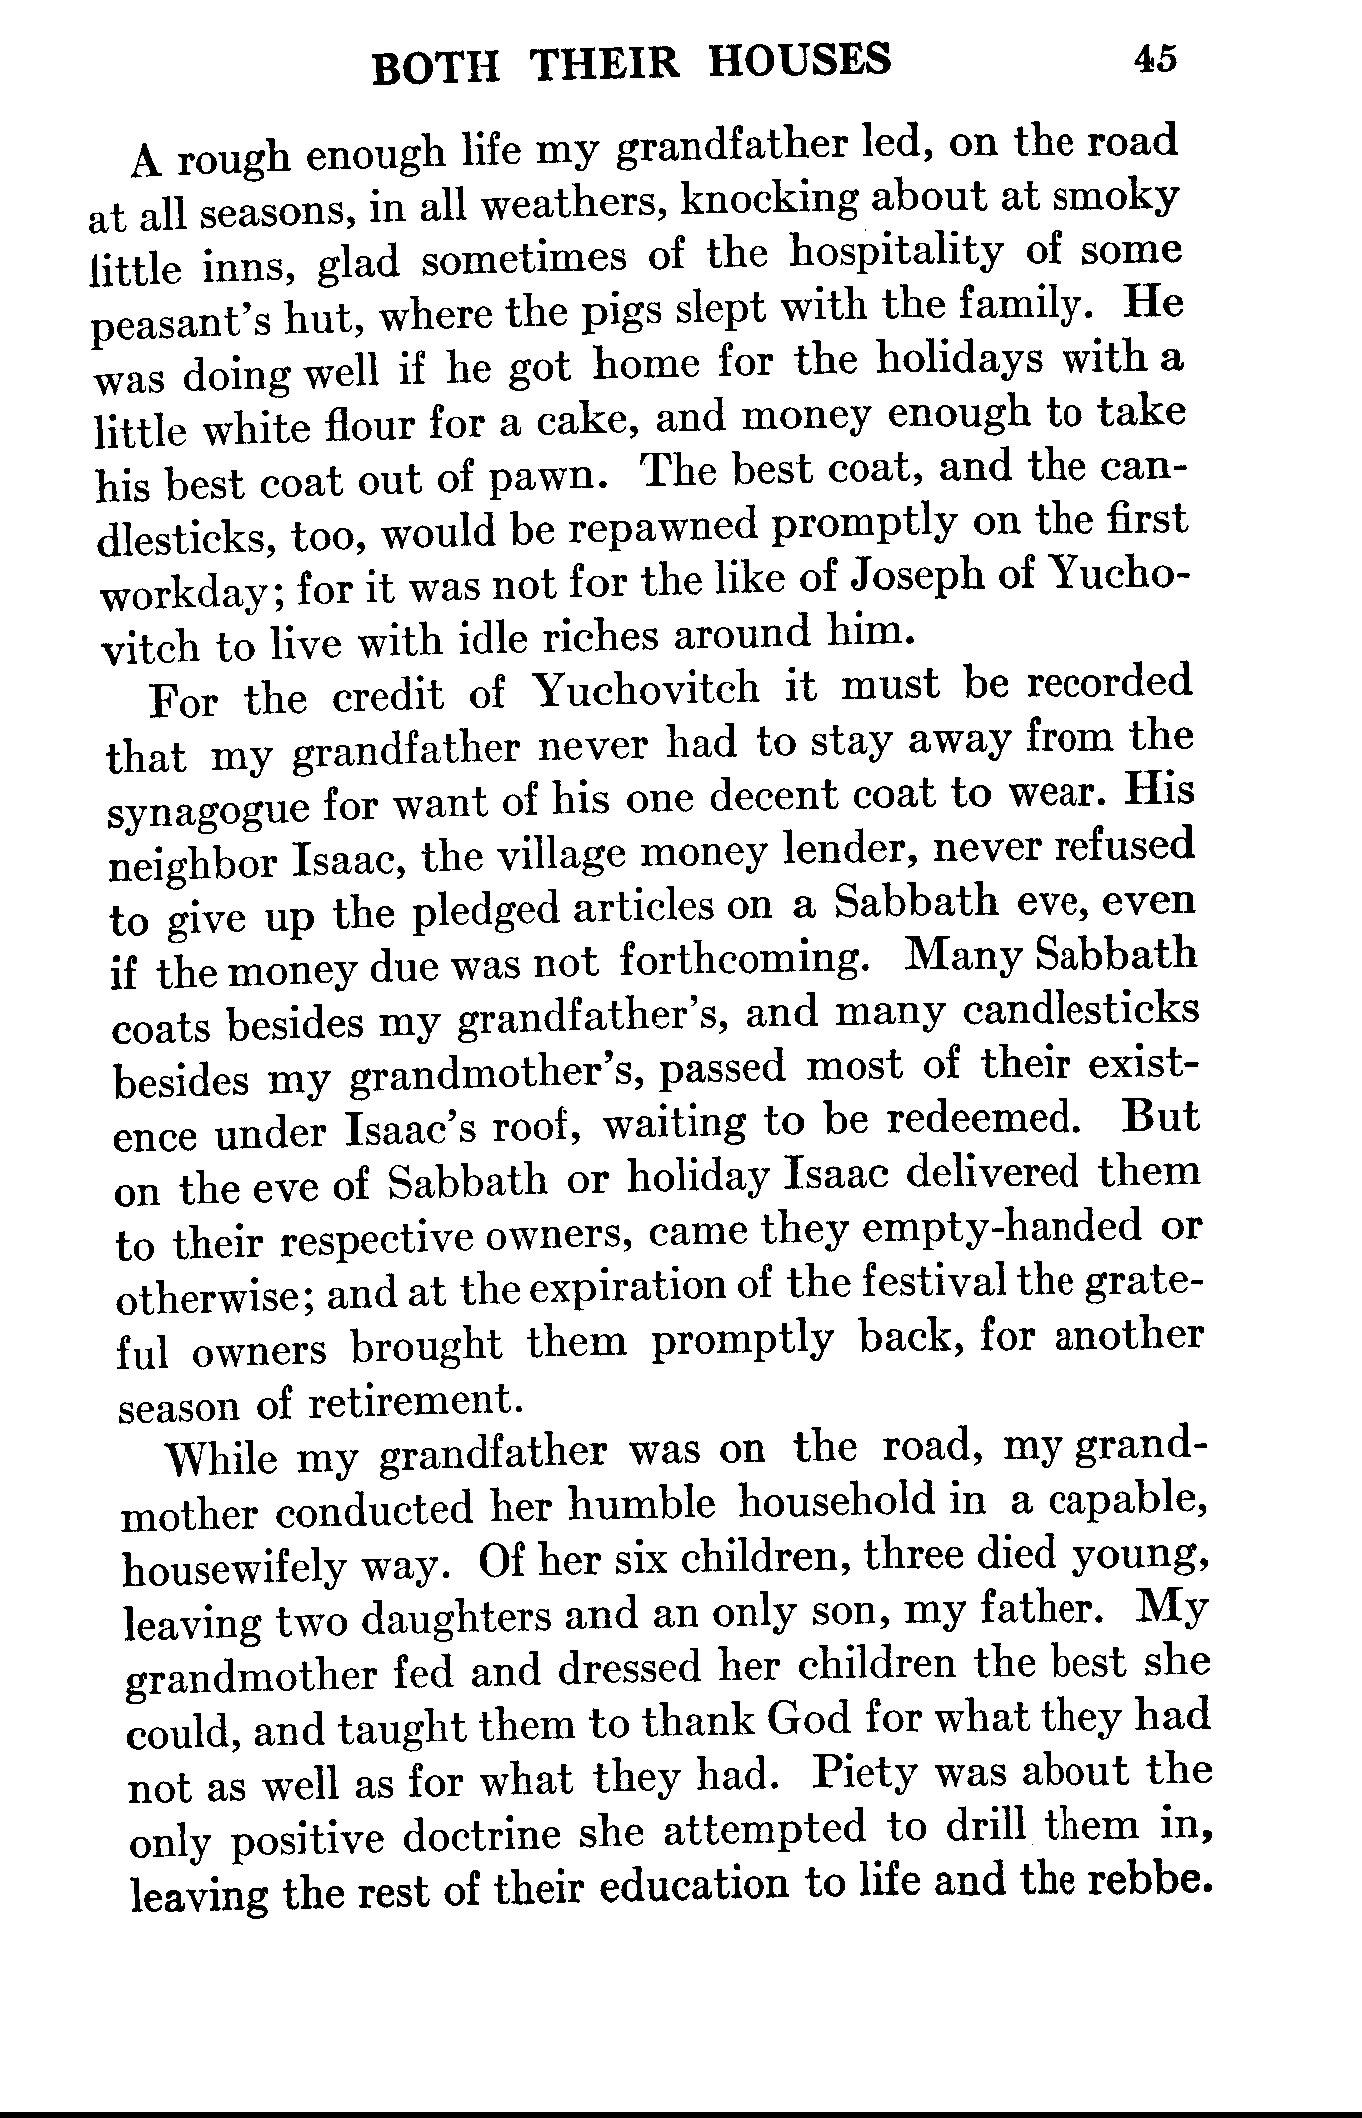 BOTH THEIR HOUSES 45
A rough enough life my grandfather led, on the road
at all seasons, in all weathers, knocking about at smoky
little inns, glad sometimes of the hospitality of some
peasant's hut, where the pigs slept with the family. He
was doing well if he got home for the holidays with a
little white flour for a cake, and money enough to take
his best coat out of pawn. The best coat, and the can-
dlesticks, too, would be repawned promptly on the first
workday; for it was not for the like of Joseph of Yucho-
vitch to live with idle riches around him.
For the credit of Yuchovitch it must be recorded
that my grandfather never had to stay away from the
synagogue for want of his one decent coat to wear. His
neighbor Isaac, the village money lender, never refused
to give up the pledged articles on a Sabbath eve, even
if the money due was not forthcoming. Many Sabbath
coats besides my grandfather's, and many candlesticks
besides my grandmother's, passed most of their exist-
ence under Isaac's roof, waiting to be redeemed. But
on the eve of Sabbath or holiday Isaac delivered them
to their respective owners, came they empty-handed or
otherwise; and at the expiration of the festival the grate-
ful owners brought them promptly back, for another
season of retirement.
While my grandfather was on the road, my grand-
mother conducted her humble household in a capable,
housewifely way. Of her six children, three died young,
leaving two daughters and an only son, my father. My
grandmother fed and dressed her children the best she
could, and taught them to thank God for what they had
not as well as for what they had. Piety was about the
only positive doctrine she attempted to drill them in,
leaving the rest of their education to life and the rebbe.